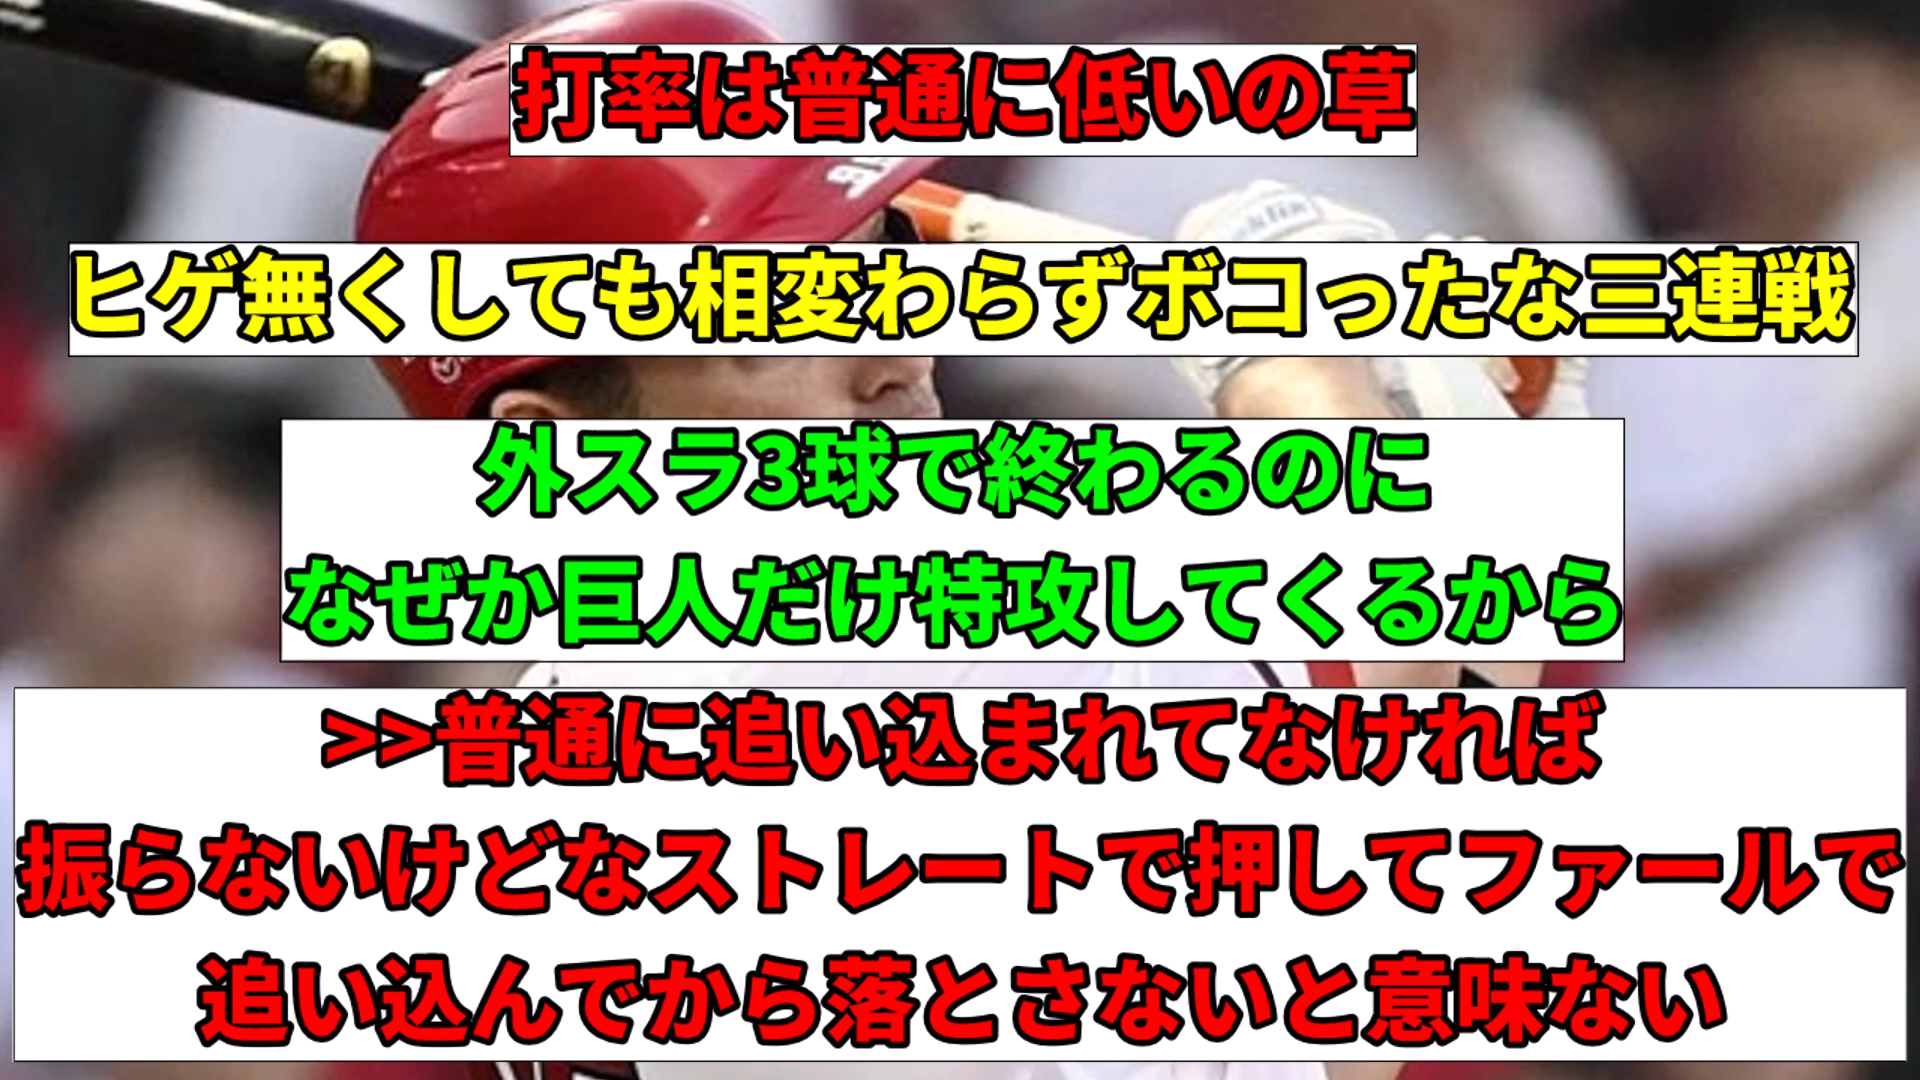 打率は普通に低いの草
ヒゲ無くしても相変わらずボコったな三連戦
外スラ3球で終わるのに
なぜか巨人だけ特攻してくるから
>>普通に追い込まれてなければ
振らないけどなストレートで押してファールで
追い込んでから落とさないと意味ない